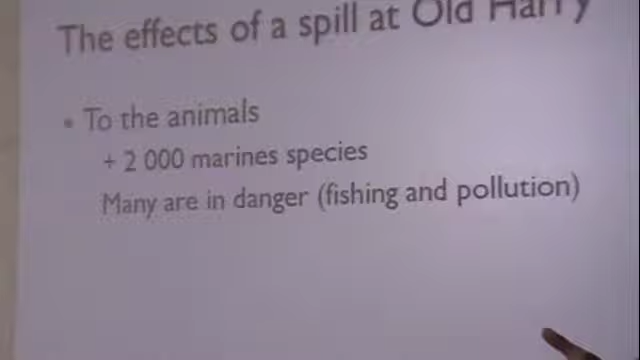 The effects of a spill at Old Harry
• To the animals
+ 2 000 marines species
Many are in danger (fishing and pollution)